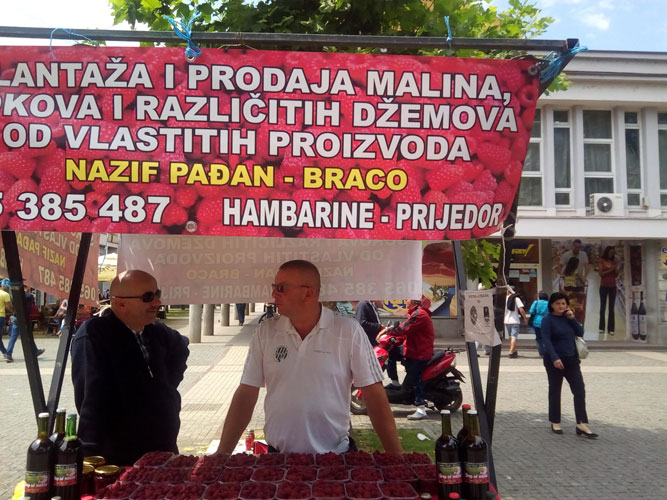 LANTAŽA I PRODAJA MALINA,
OKOVA I RAZLIČITIH DŽEMOVA
OD VLASTITIH PROIZVODA
NAZIF PAĐAN - BRACO
5 385 487 HAMBARINE - PRIJEDOR